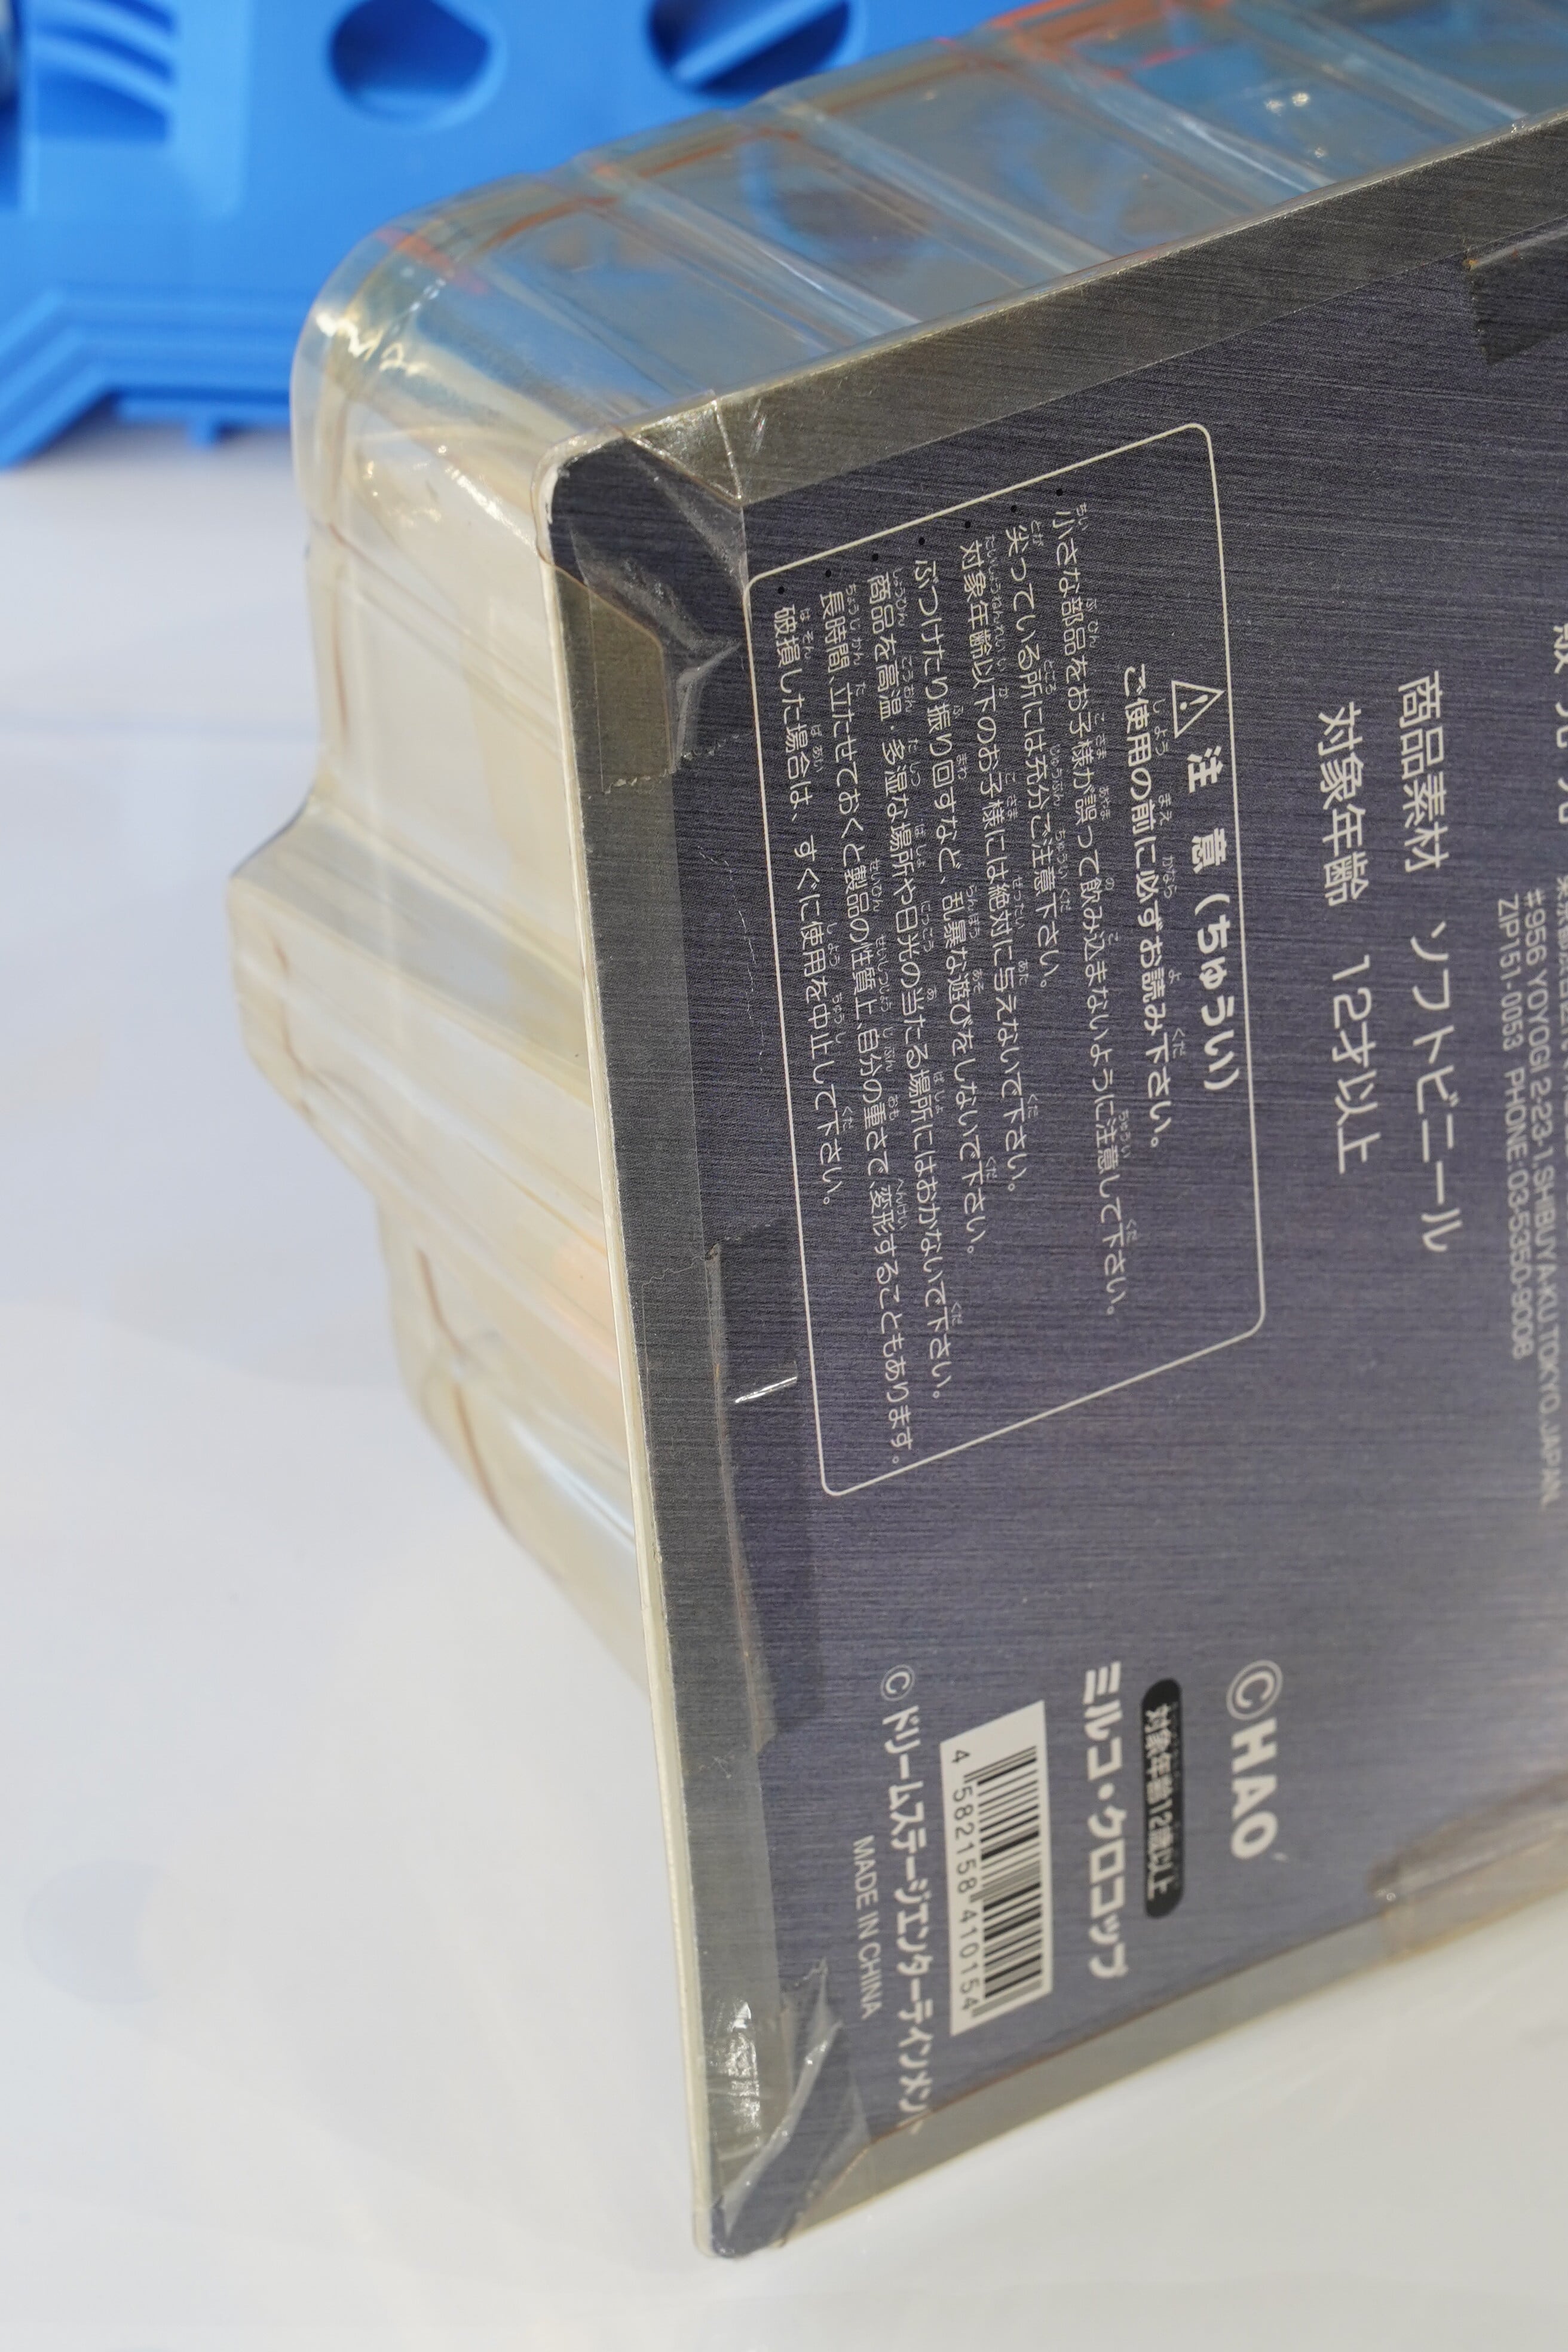 #956 YOYOGI 2-23-1.SHIBUYA-KU.TOKYO.JAPAN
ZIP151-0053 PHONE:03-5350-9008
商品素材 ソフトビニール
対象年齢 12才以上
注 意(ちゅうい)
ご使用の前に必ずお読み下さい。
・小さな部品をお子様が誤って飲み込まないように注意して下さい。
・尖っている所には充分ご注意下さい。
・対象年齢以下のお子様には絶対に与えないで下さい。
・ぶつけたり振り回すなど、乱暴な遊びをしないで下さい。
・商品を高温・多湿な場所や日光の当たる場所にはおかないで下さい。
・長時間、立たせておくと製品の性質上、自分の重さで、変形することもあります。
・破損した場合は、すぐに使用を中止して下さい。
©HAO
対象年齢12歳以上
ミルコ・クロコップ
4 582158 410154
©ドリームステージエンターテインメント
MADE IN CHINA